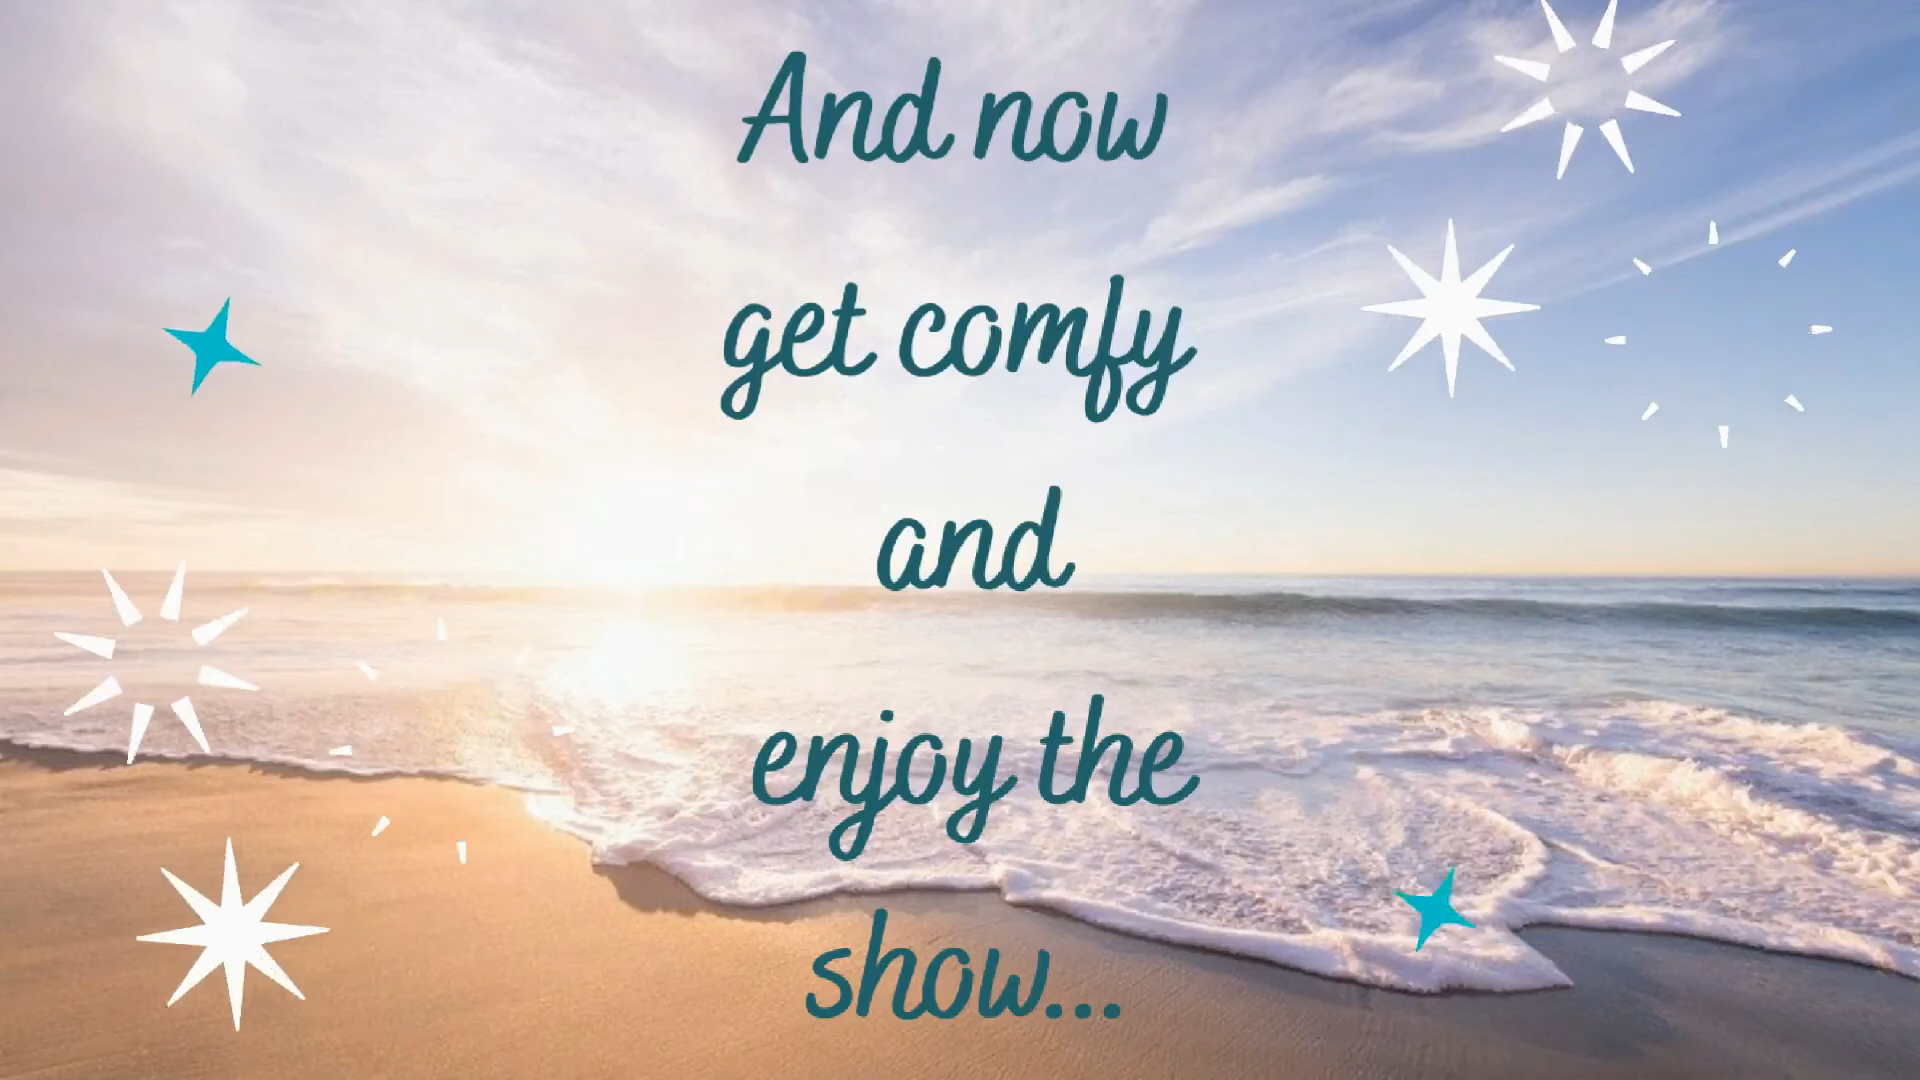 And now
get comfy
and
enjoy the
show...